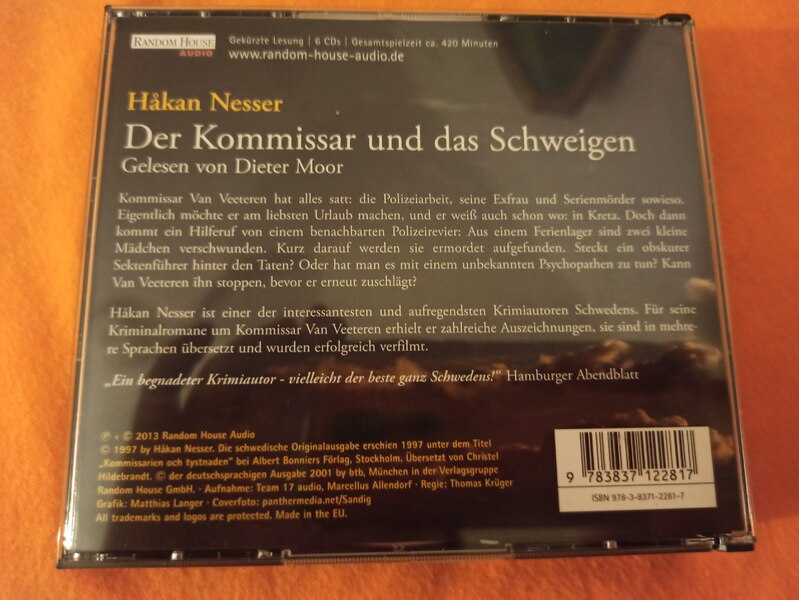 RANDOM HOUSE
AUDIO
Gekürzte Lesung | 6 CDs | Gesamtspielzeit ca. 420 Minuten
www.random-house-audio.de
Håkan Nesser
Der Kommissar und das Schweigen
Gelesen von Dieter Moor
Kommissar Van Veeteren hat alles satt: die Polizeiarbeit, seine Exfrau und Serienmörder sowieso.
Eigentlich möchte er am liebsten Urlaub machen, und er weiß auch schon wo: in Kreta. Doch dann
kommt ein Hilferuf von einem benachbarten Polizeirevier: Aus einem Ferienlager sind zwei kleine
Mädchen verschwunden. Kurz darauf werden sie ermordet aufgefunden. Steckt ein obskurer
Sektenführer hinter den Taten? Oder hat man es mit einem unbekannten Psychopathen zu tun? Kann
Van Veeteren ihn stoppen, bevor er erneut zuschlägt?
Håkan Nesser ist einer der interessantesten und aufregendsten Krimiautoren Schwedens. Für seine
Kriminalromane um Kommissar Van Veeteren erhielt er zahlreiche Auszeichnungen, sie sind in mehre-
re Sprachen übersetzt und wurden erfolgreich verfilmt.
„Ein begnadeter Krimiautor - vielleicht der beste ganz Schwedens!“ Hamburger Abendblatt
℗ + © 2013 Random House Audio
© 1997 by Håkan Nesser. Die schwedische Originalausgabe erschien 1997 unter dem Titel
„Kommissarien och tystnaden“ bei Albert Bonniers Förlag, Stockholm. Übersetzt von Christel
Hildebrandt. © der deutschsprachigen Ausgabe 2001 by btb, München in der Verlagsgruppe
Random House GmbH. · Aufnahme: Team 17 audio, Marcellus Allendorf · Regie: Thomas Krüger
Grafik: Matthias Langer · Coverfoto: panthermedia.net/Sandig
All trademarks and logos are protected. Made in the EU.
9 783837 122817
ISBN 978-3-8371-2281-7